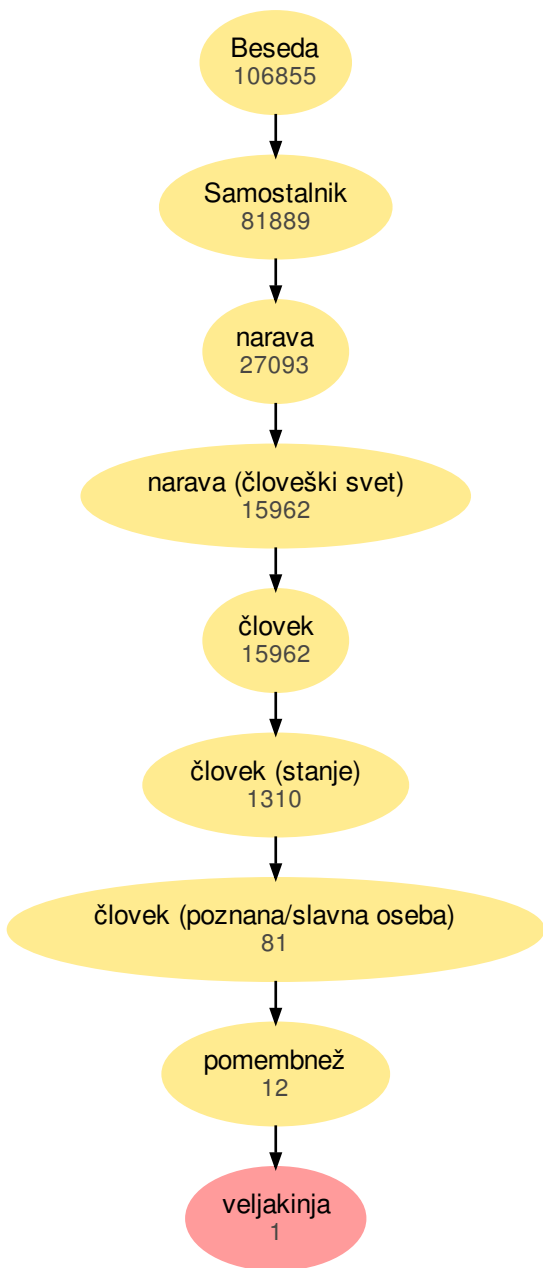 Beseda
106855
Samostalnik
81889
narava
27093
narava (človeški svet)
15962
človek
15962
človek (stanje)
1310
človek (poznana/slavna oseba)
81
pomembnež
12
veljakinja
1